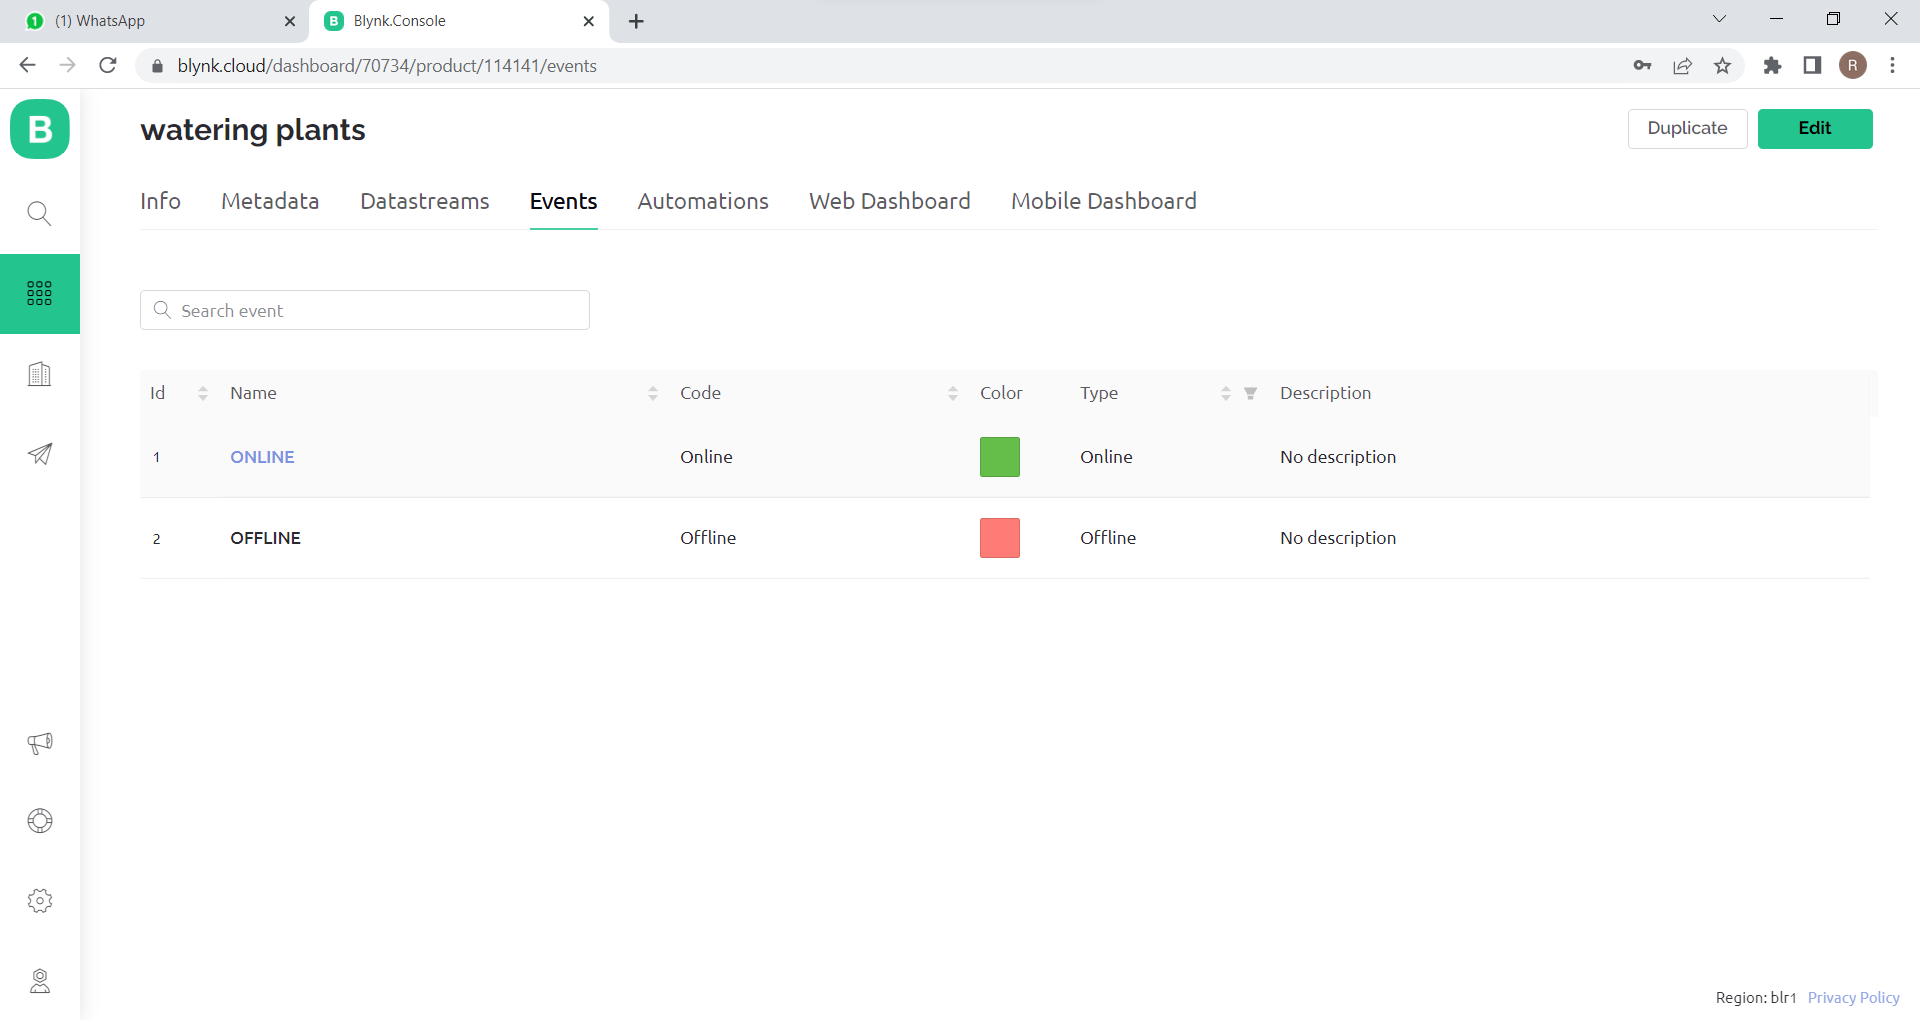 1 (1) WhatsApp B Blynk.Console
blynk.cloud/dashboard/70734/product/114141/events R
B watering plants Duplicate Edit
Info Metadata Datastreams Events Automations Web Dashboard Mobile Dashboard
Search event
Id Name Code Color Type Description
1 ONLINE Online Online No description
2 OFFLINE Offline Offline No description
Region: blr1 Privacy Policy